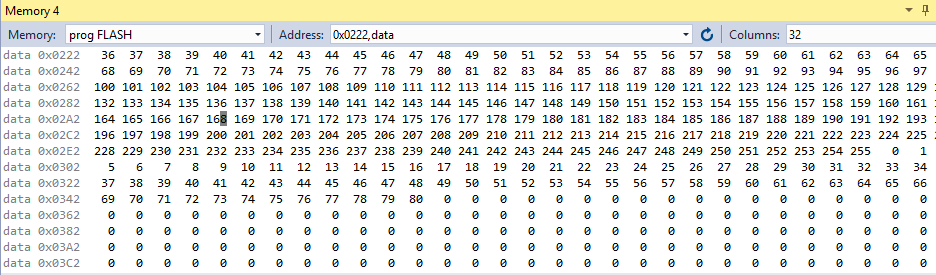 Memory 4
Memory: prog FLASH Address: 0x0222,data Columns: 32
data 0x0222 36 37 38 39 40 41 42 43 44 45 46 47 48 49 50 51 52 53 54 55 56 57 58 59 60 61 62 63 64 65
data 0x0242 68 69 70 71 72 73 74 75 76 77 78 79 80 81 82 83 84 85 86 87 88 89 90 91 92 93 94 95 96 97
data 0x0262 100 101 102 103 104 105 106 107 108 109 110 111 112 113 114 115 116 117 118 119 120 121 122 123 124 125 126 127 128 129
data 0x0282 132 133 134 135 136 137 138 139 140 141 142 143 144 145 146 147 148 149 150 151 152 153 154 155 156 157 158 159 160 161
data 0x02A2 164 165 166 167 168 169 170 171 172 173 174 175 176 177 178 179 180 181 182 183 184 185 186 187 188 189 190 191 192 193
data 0x02C2 196 197 198 199 200 201 202 203 204 205 206 207 208 209 210 211 212 213 214 215 216 217 218 219 220 221 222 223 224 225
data 0x02E2 228 229 230 231 232 233 234 235 236 237 238 239 240 241 242 243 244 245 246 247 248 249 250 251 252 253 254 255 0 1
data 0x0302 5 6 7 8 9 10 11 12 13 14 15 16 17 18 19 20 21 22 23 24 25 26 27 28 29 30 31 32 33 34
data 0x0322 37 38 39 40 41 42 43 44 45 46 47 48 49 50 51 52 53 54 55 56 57 58 59 60 61 62 63 64 65 66
data 0x0342 69 70 71 72 73 74 75 76 77 78 79 80 0 0 0 0 0 0 0 0 0 0 0 0 0 0 0 0 0 0
data 0x0362 0 0 0 0 0 0 0 0 0 0 0 0 0 0 0 0 0 0 0 0 0 0 0 0 0 0 0 0 0 0
data 0x0382 0 0 0 0 0 0 0 0 0 0 0 0 0 0 0 0 0 0 0 0 0 0 0 0 0 0 0 0 0 0
data 0x03A2 0 0 0 0 0 0 0 0 0 0 0 0 0 0 0 0 0 0 0 0 0 0 0 0 0 0 0 0 0 0
data 0x03C2 0 0 0 0 0 0 0 0 0 0 0 0 0 0 0 0 0 0 0 0 0 0 0 0 0 0 0 0 0 0